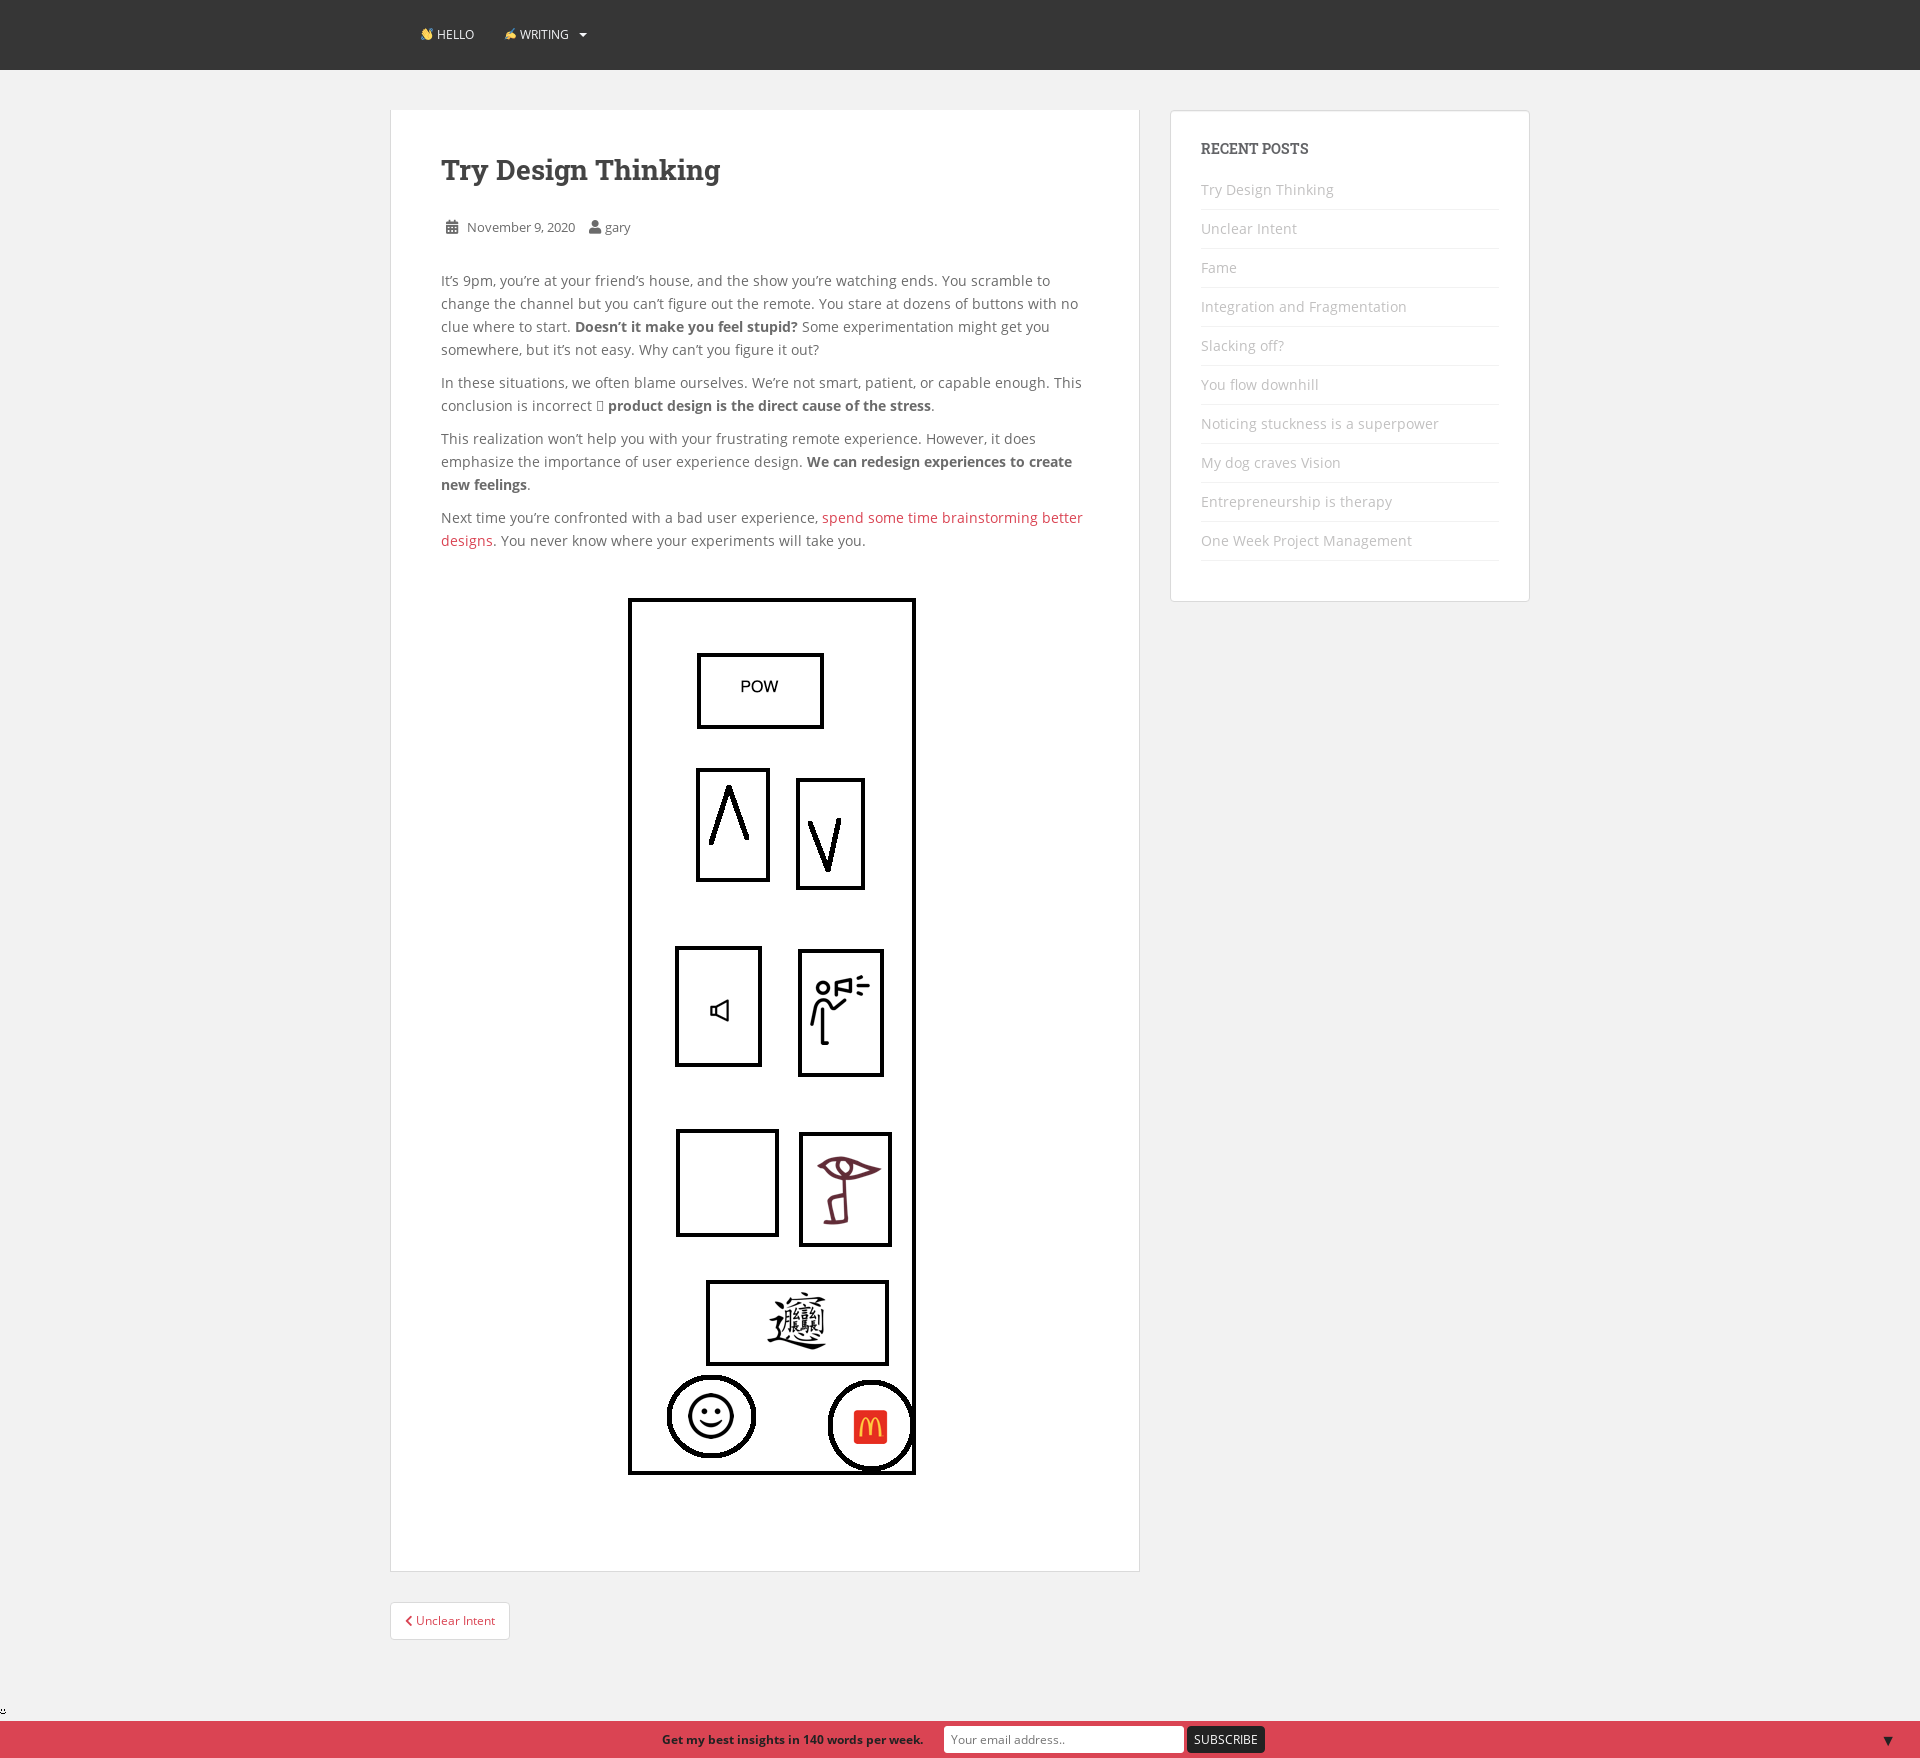 👋 HELLO
✍ WRITING
Try Design Thinking
November 9, 2020 gary
It’s 9pm, you’re at your friend’s house, and the show you’re watching ends. You scramble to
change the channel but you can’t figure out the remote. You stare at dozens of buttons with no
clue where to start. Doesn’t it make you feel stupid? Some experimentation might get you
somewhere, but it’s not easy. Why can’t you figure it out?
In these situations, we often blame ourselves. We’re not smart, patient, or capable enough. This
conclusion is incorrect product design is the direct cause of the stress.
This realization won’t help you with your frustrating remote experience. However, it does
emphasize the importance of user experience design. We can redesign experiences to create
new feelings.
Next time you’re confronted with a bad user experience, spend some time brainstorming better
designs. You never know where your experiments will take you.
POW
Unclear Intent
RECENT POSTS
Try Design Thinking
Unclear Intent
Fame
Integration and Fragmentation
Slacking off?
You flow downhill
Noticing stuckness is a superpower
My dog craves Vision
Entrepreneurship is therapy
One Week Project Management
Get my best insights in 140 words per week.
Your email address..
SUBSCRIBE